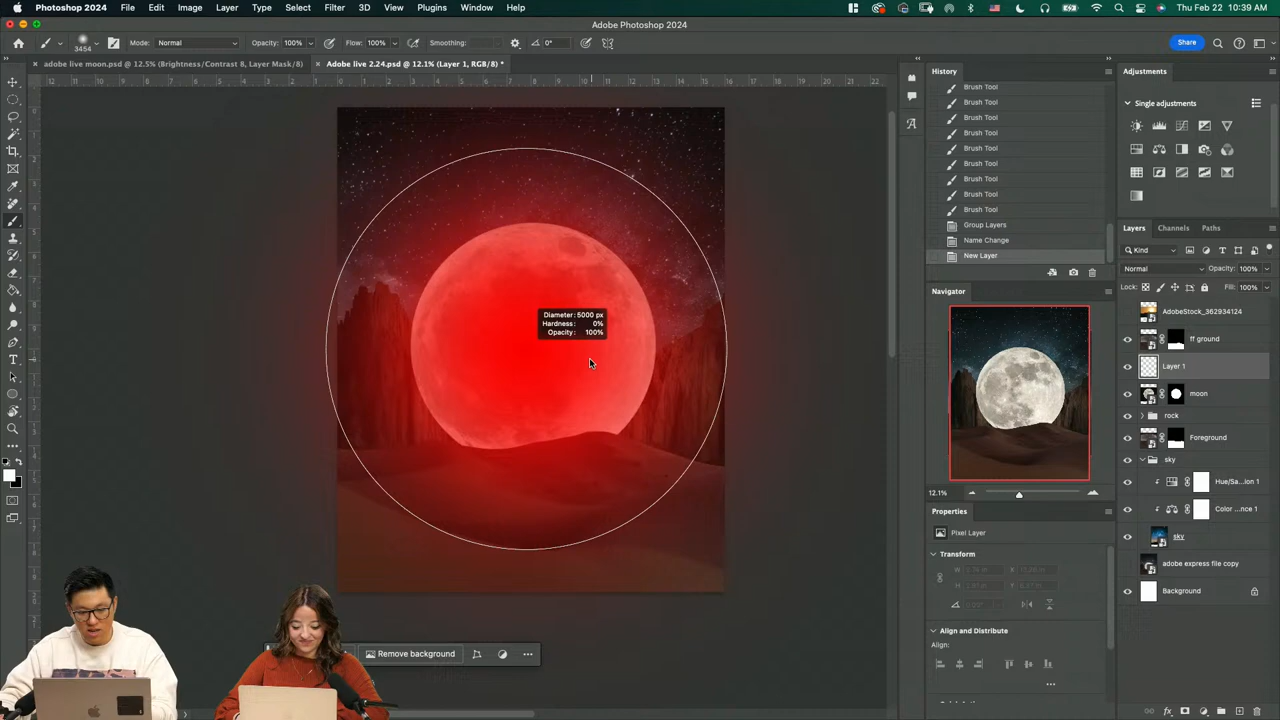 Photoshop 2024 File Edit Image Layer Type Select Filter 3D View Plugins Window Help Thu Feb 22 10:39 AM
Adobe Photoshop 2024
3454 Mode: Normal Opacity: 100% Flow: 100% Smoothing: 0° Share
adobe live moon.psd @ 12.5% (Brightness/Contrast 8, Layer Mask/8) Adobe live 2.24.psd @ 12.1% (Layer 1, RGB/8) *
History
Brush Tool
Brush Tool
Brush Tool
Brush Tool
Brush Tool
Brush Tool
Brush Tool
Brush Tool
Brush Tool
Group Layers
Name Change
New Layer
Navigator
12.1%
Properties
Pixel Layer
Transform
Align and Distribute
Align:
Adjustments
Single adjustments
Layers Channels Paths
Kind
Normal Opacity: 100%
Lock: Fill: 100%
AdobeStock_362934124
ff ground
Layer 1
moon
rock
Foreground
sky
Hue/Sa...ion 1
Color ...nce 1
sky
adobe express file copy
Background
Diameter: 5000 px
Hardness: 0%
Opacity: 100%
Remove background